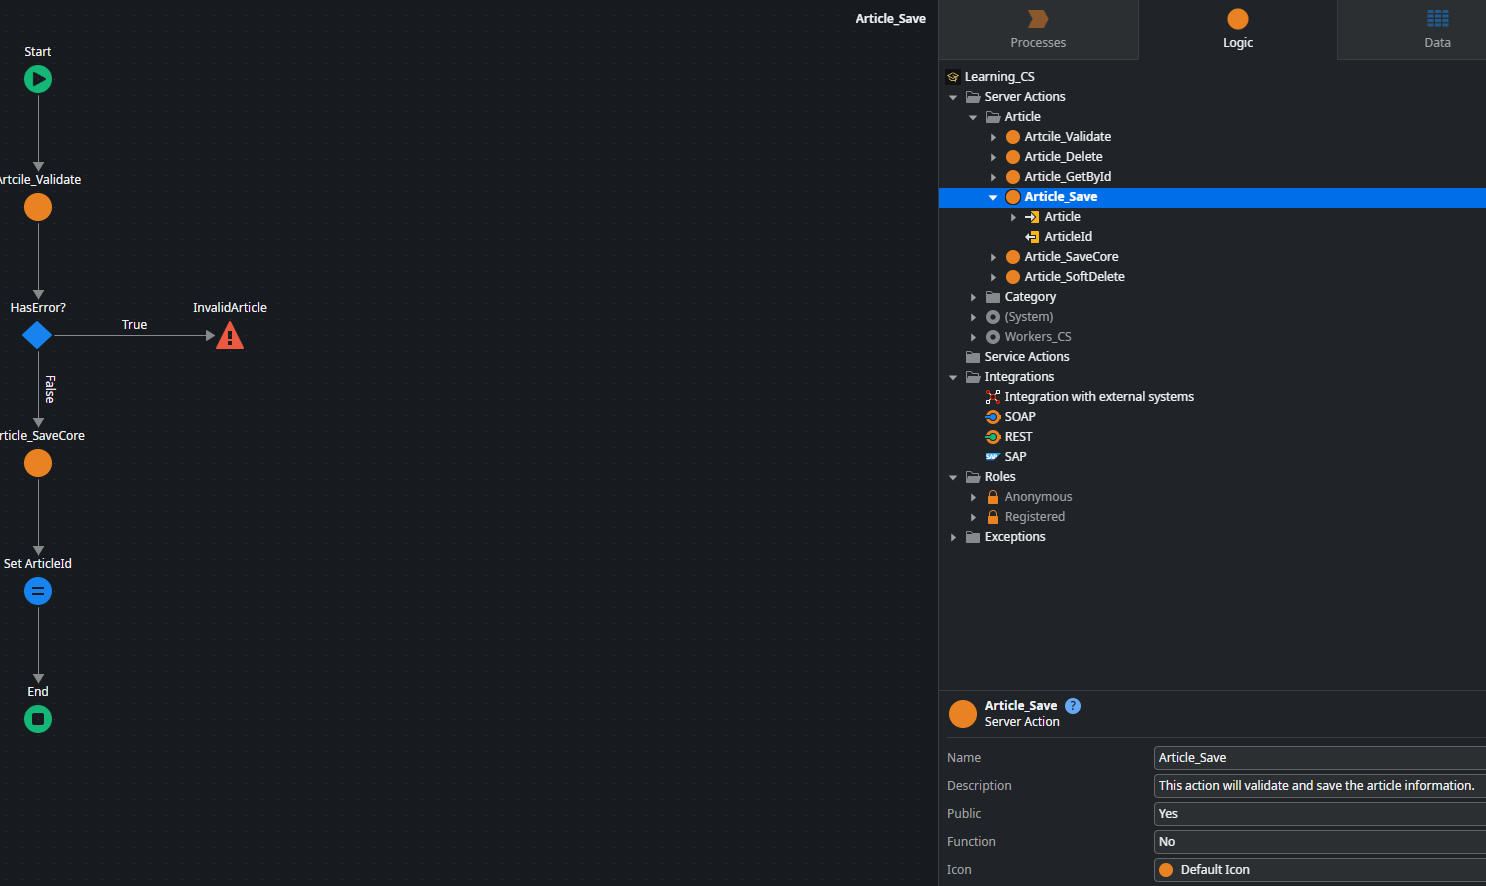 Article_Save
Start
Artcile_Validate
HasError?
InvalidArticle
True
False
rticle_SaveCore
Set ArticleId
End
Processes
Logic
Data
Learning_CS
Server Actions
Article
Artcile_Validate
Article_Delete
Article_GetById
Article_Save
Article
ArticleId
Article_SaveCore
Article_SoftDelete
Category
(System)
Workers_CS
Service Actions
Integrations
Integration with external systems
SOAP
REST
SAP
SAP
Roles
Anonymous
Registered
Exceptions
Article_Save ?
Server Action
Name Article_Save
Description This action will validate and save the article information.
Public Yes
Function No
Icon Default Icon